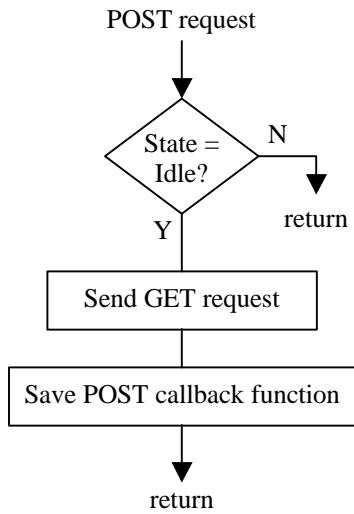 POST request
State =
Idle?
N
return
Y
Send GET request
Save POST callback function
return